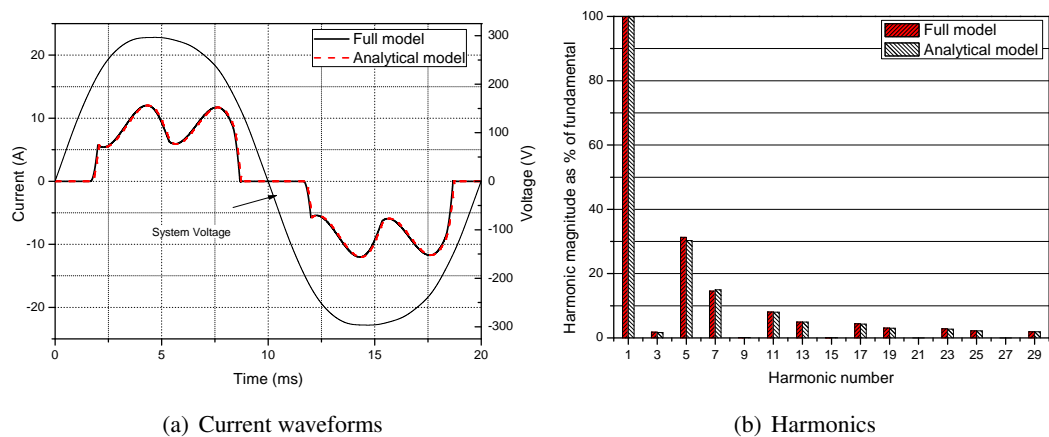 Full model
Analytical model
20
10
0
-10
-20
Current (A)
300
200
100
0
-100
-200
-300
Voltage (V)
System Voltage
0 5 10 15 20
Time (ms)
(a) Current waveforms
Full model
Analytical model
100
80
60
40
20
0
Harmonic magnitude as % of fundamental
1 3 5 7 9 11 13 15 17 19 21 23 25 27 29
Harmonic number
(b) Harmonics